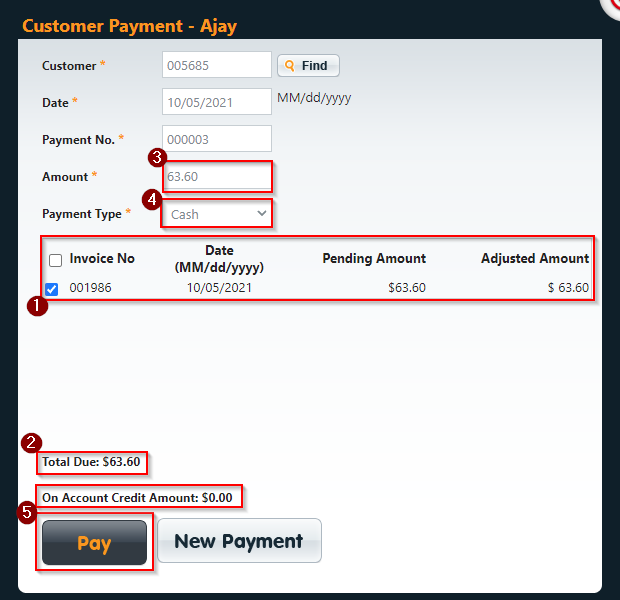 Customer Payment - Ajay
Customer * 005685 Find
Date * 10/05/2021 MM/dd/yyyy
Payment No. * 000003
3
Amount * 63.60
4
Payment Type * Cash
Invoice No Date (MM/dd/yyyy) Pending Amount Adjusted Amount
001986 10/05/2021 $63.60 $ 63.60
1
2
Total Due: $63.60
On Account Credit Amount: $0.00
5
Pay New Payment